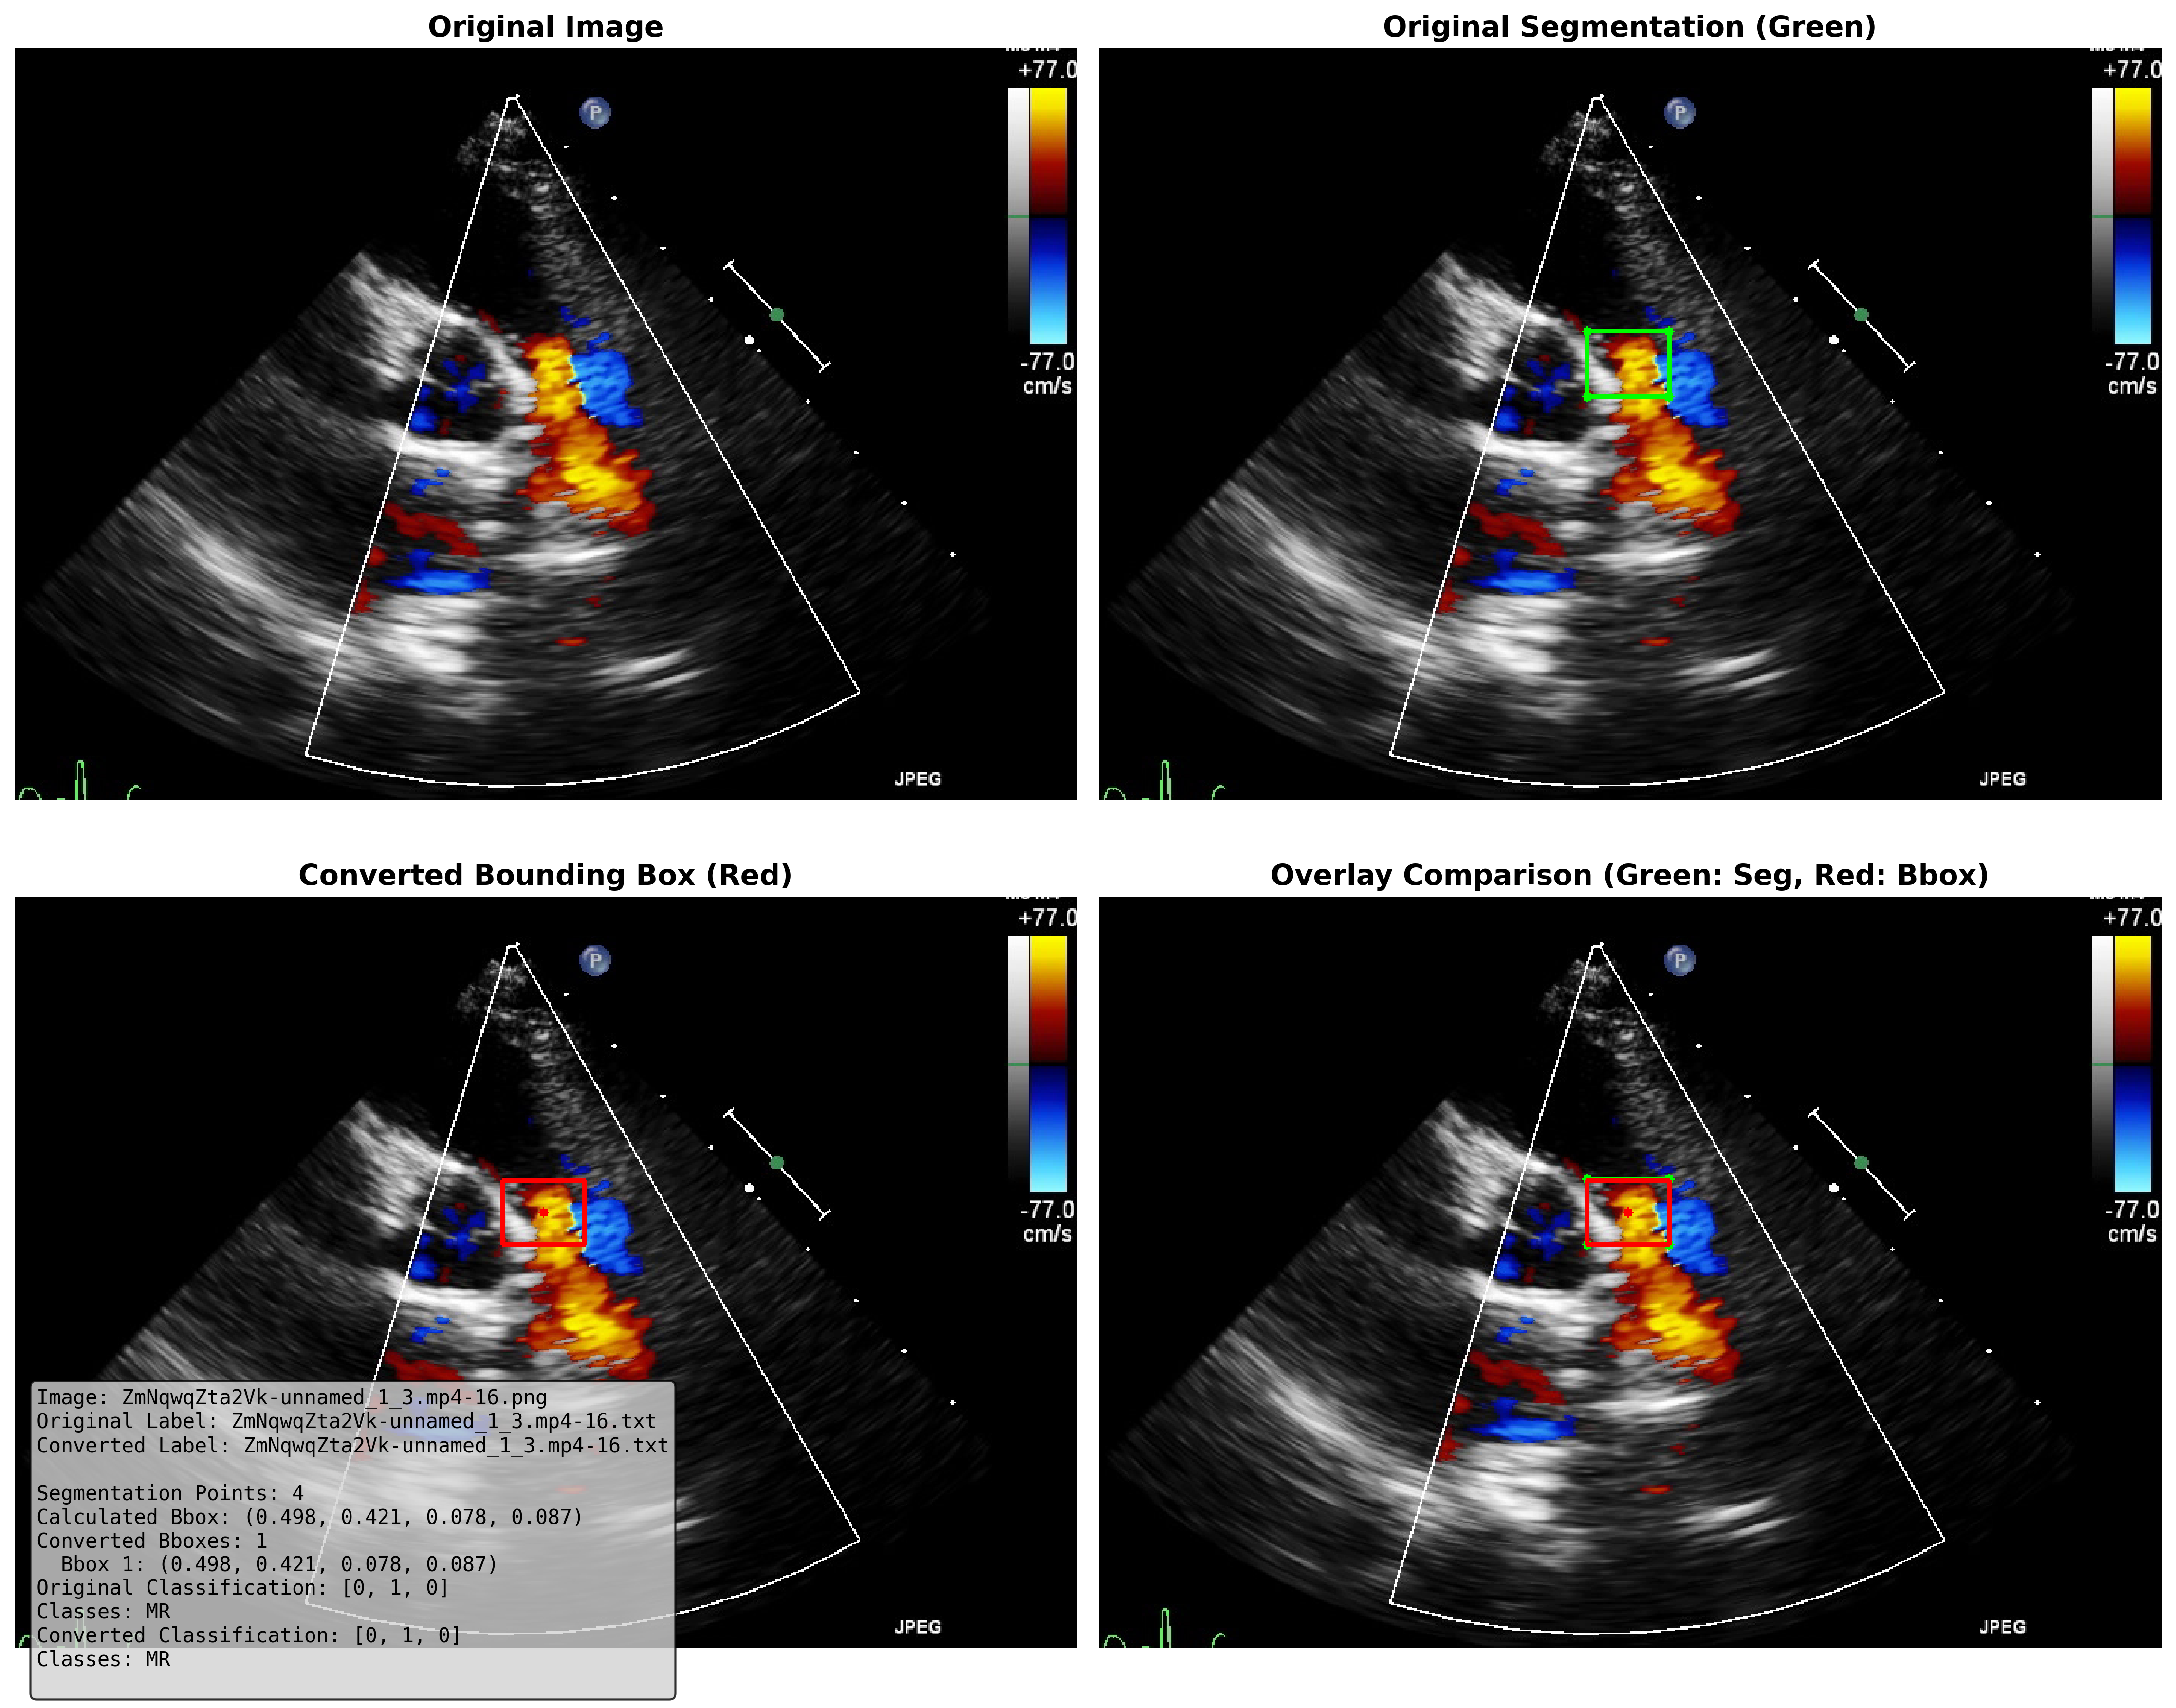 Original Image
Original Segmentation (Green)
+77.0
P
-77.0
cm/s
JPEG
+77.0
P
-77.0
cm/s
JPEG
Converted Bounding Box (Red)
Overlay Comparison (Green: Seg, Red: Bbox)
+77.0
P
-77.0
cm/s
JPEG
+77.0
P
-77.0
cm/s
JPEG
Image: ZmNqwqZta2Vk-unnamed_1_3.mp4-16.png
Original Label: ZmNqwqZta2Vk-unnamed_1_3.mp4-16.txt
Converted Label: ZmNqwqZta2Vk-unnamed_1_3.mp4-16.txt
Segmentation Points: 4
Calculated Bbox: (0.498, 0.421, 0.078, 0.087)
Converted Bboxes: 1
Bbox 1: (0.498, 0.421, 0.078, 0.087)
Original Classification: [0, 1, 0]
Classes: MR
Converted Classification: [0, 1, 0]
Classes: MR